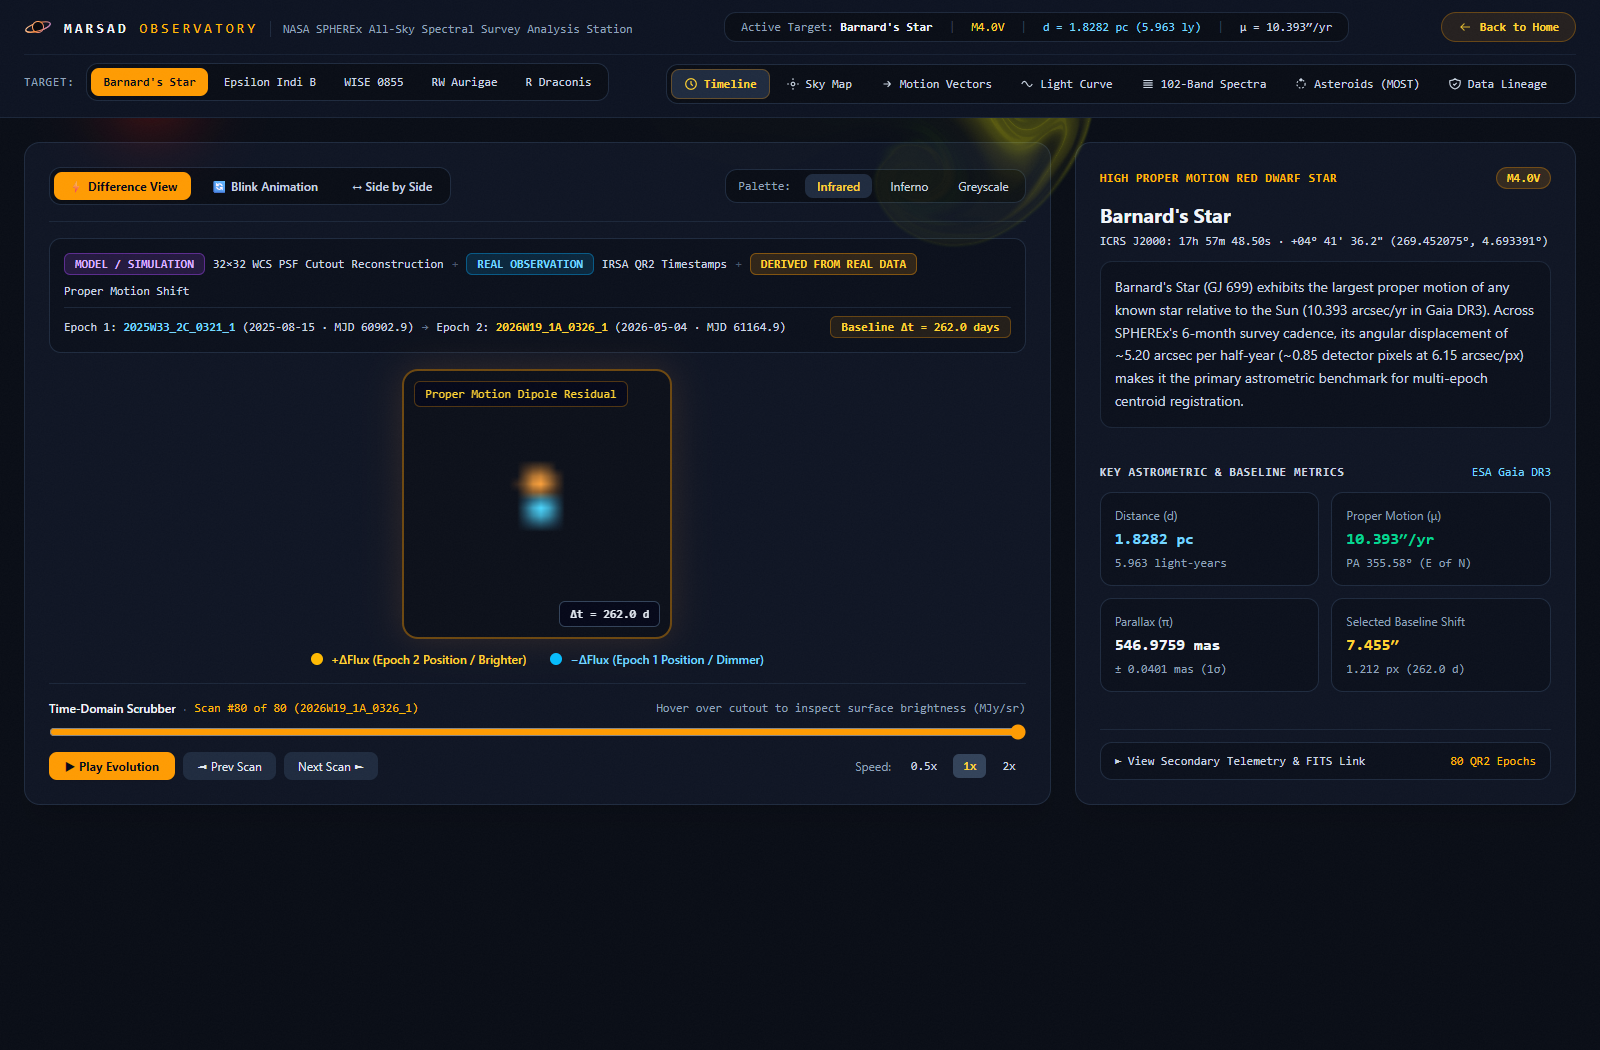 MARSAD OBSERVATORY
NASA SPHEREx All-Sky Spectral Survey Analysis Station
Active Target: Barnard's Star | M4.0V | d = 1.8282 pc (5.963 ly) | μ = 10.393″/yr
← Back to Home
TARGET: Barnard's Star Epsilon Indi B WISE 0855 RW Aurigae R Draconis
Timeline Sky Map Motion Vectors Light Curve 102-Band Spectra Asteroids (MOST) Data Lineage
Difference View Blink Animation ↔ Side by Side
Palette: Infrared Inferno Greyscale
MODEL / SIMULATION 32×32 WCS PSF Cutout Reconstruction + REAL OBSERVATION IRSA QR2 Timestamps + DERIVED FROM REAL DATA
Proper Motion Shift
Epoch 1: 2025W33_2C_0321_1 (2025-08-15 · MJD 60902.9) → Epoch 2: 2026W19_1A_0326_1 (2026-05-04 · MJD 61164.9)
Baseline Δt = 262.0 days
Proper Motion Dipole Residual
Δt = 262.0 d
+ΔFlux (Epoch 2 Position / Brighter)
−ΔFlux (Epoch 1 Position / Dimmer)
Time-Domain Scrubber · Scan #80 of 80 (2026W19_1A_0326_1)
Hover over cutout to inspect surface brightness (MJy/sr)
▶ Play Evolution ◄ Prev Scan Next Scan ►
Speed: 0.5x 1x 2x
HIGH PROPER MOTION RED DWARF STAR
M4.0V
Barnard's Star
ICRS J2000: 17h 57m 48.50s · +04° 41' 36.2" (269.452075°, 4.693391°)
Barnard's Star (GJ 699) exhibits the largest proper motion of any
known star relative to the Sun (10.393 arcsec/yr in Gaia DR3). Across
SPHEREx's 6-month survey cadence, its angular displacement of
~5.20 arcsec per half-year (~0.85 detector pixels at 6.15 arcsec/px)
makes it the primary astrometric benchmark for multi-epoch
centroid registration.
KEY ASTROMETRIC & BASELINE METRICS
ESA Gaia DR3
Distance (d)
1.8282 pc
5.963 light-years
Proper Motion (μ)
10.393″/yr
PA 355.58° (E of N)
Parallax (π)
546.9759 mas
± 0.0401 mas (1σ)
Selected Baseline Shift
7.455″
1.212 px (262.0 d)
► View Secondary Telemetry & FITS Link
80 QR2 Epochs